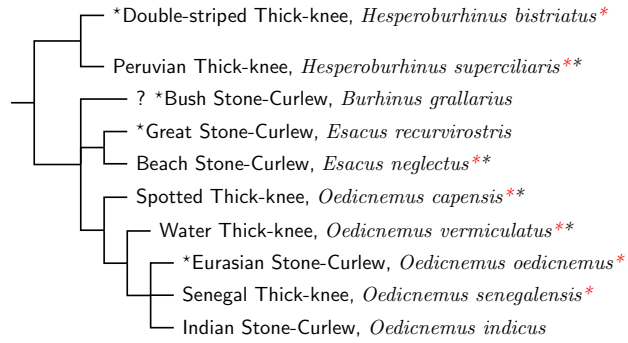 *Double-striped Thick-knee, Hesperoburhinus bistriatus*
Peruvian Thick-knee, Hesperoburhinus superciliaris**
? *Bush Stone-Curlew, Burhinus grallarius
*Great Stone-Curlew, Esacus recurvirostris
Beach Stone-Curlew, Esacus neglectus**
Spotted Thick-knee, Oedicnemus capensis**
Water Thick-knee, Oedicnemus vermiculatus**
*Eurasian Stone-Curlew, Oedicnemus oedicnemus*
Senegal Thick-knee, Oedicnemus senegalensis*
Indian Stone-Curlew, Oedicnemus indicus